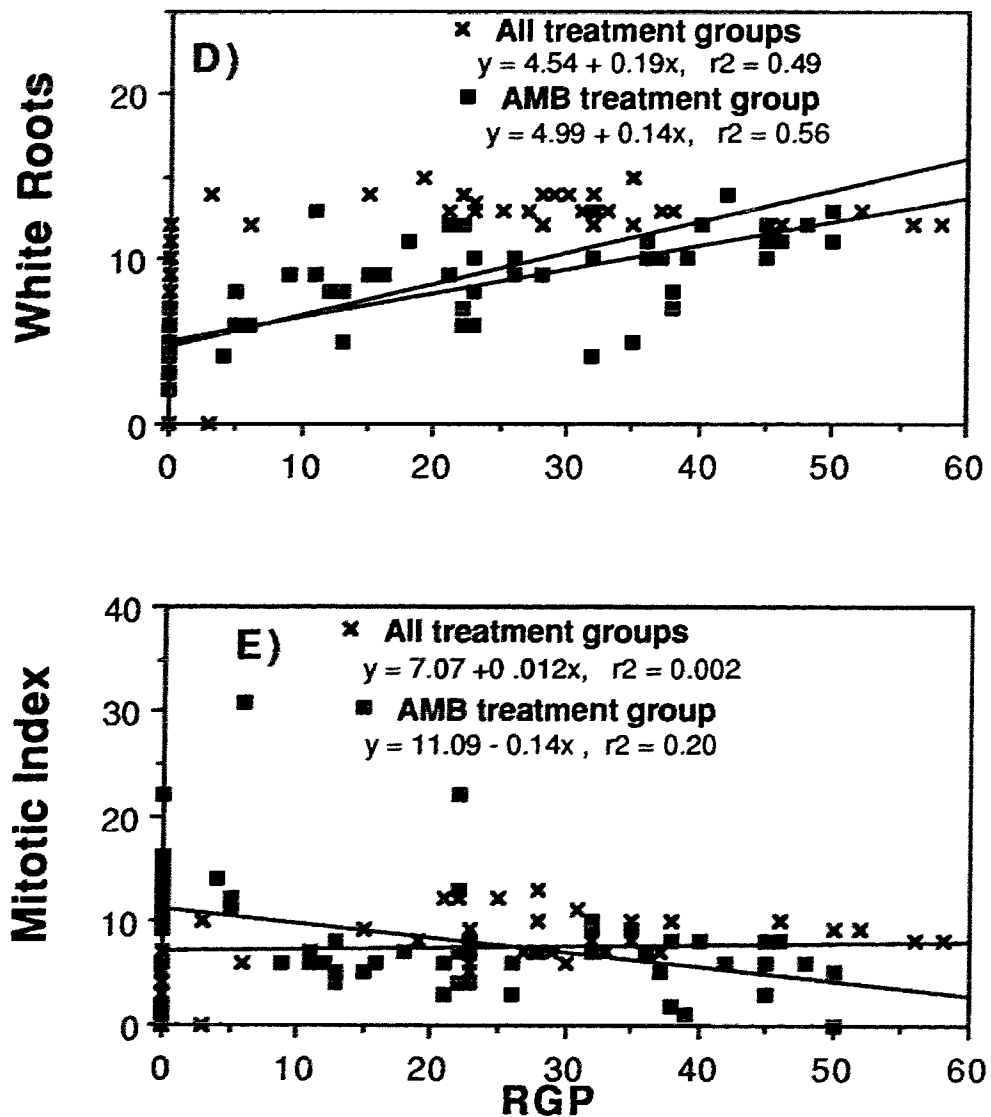 D)
All treatment groups
y = 4.54 + 0.19x, r2 = 0.49
AMB treatment group
y = 4.99 + 0.14x, r2 = 0.56
White Roots
20
10
0
0 10 20 30 40 50 60
E)
All treatment groups
y = 7.07 +0 .012x, r2 = 0.002
AMB treatment group
y = 11.09 - 0.14x , r2 = 0.20
Mitotic Index
40
30
20
10
0
0 10 20 30 40 50 60
RGP